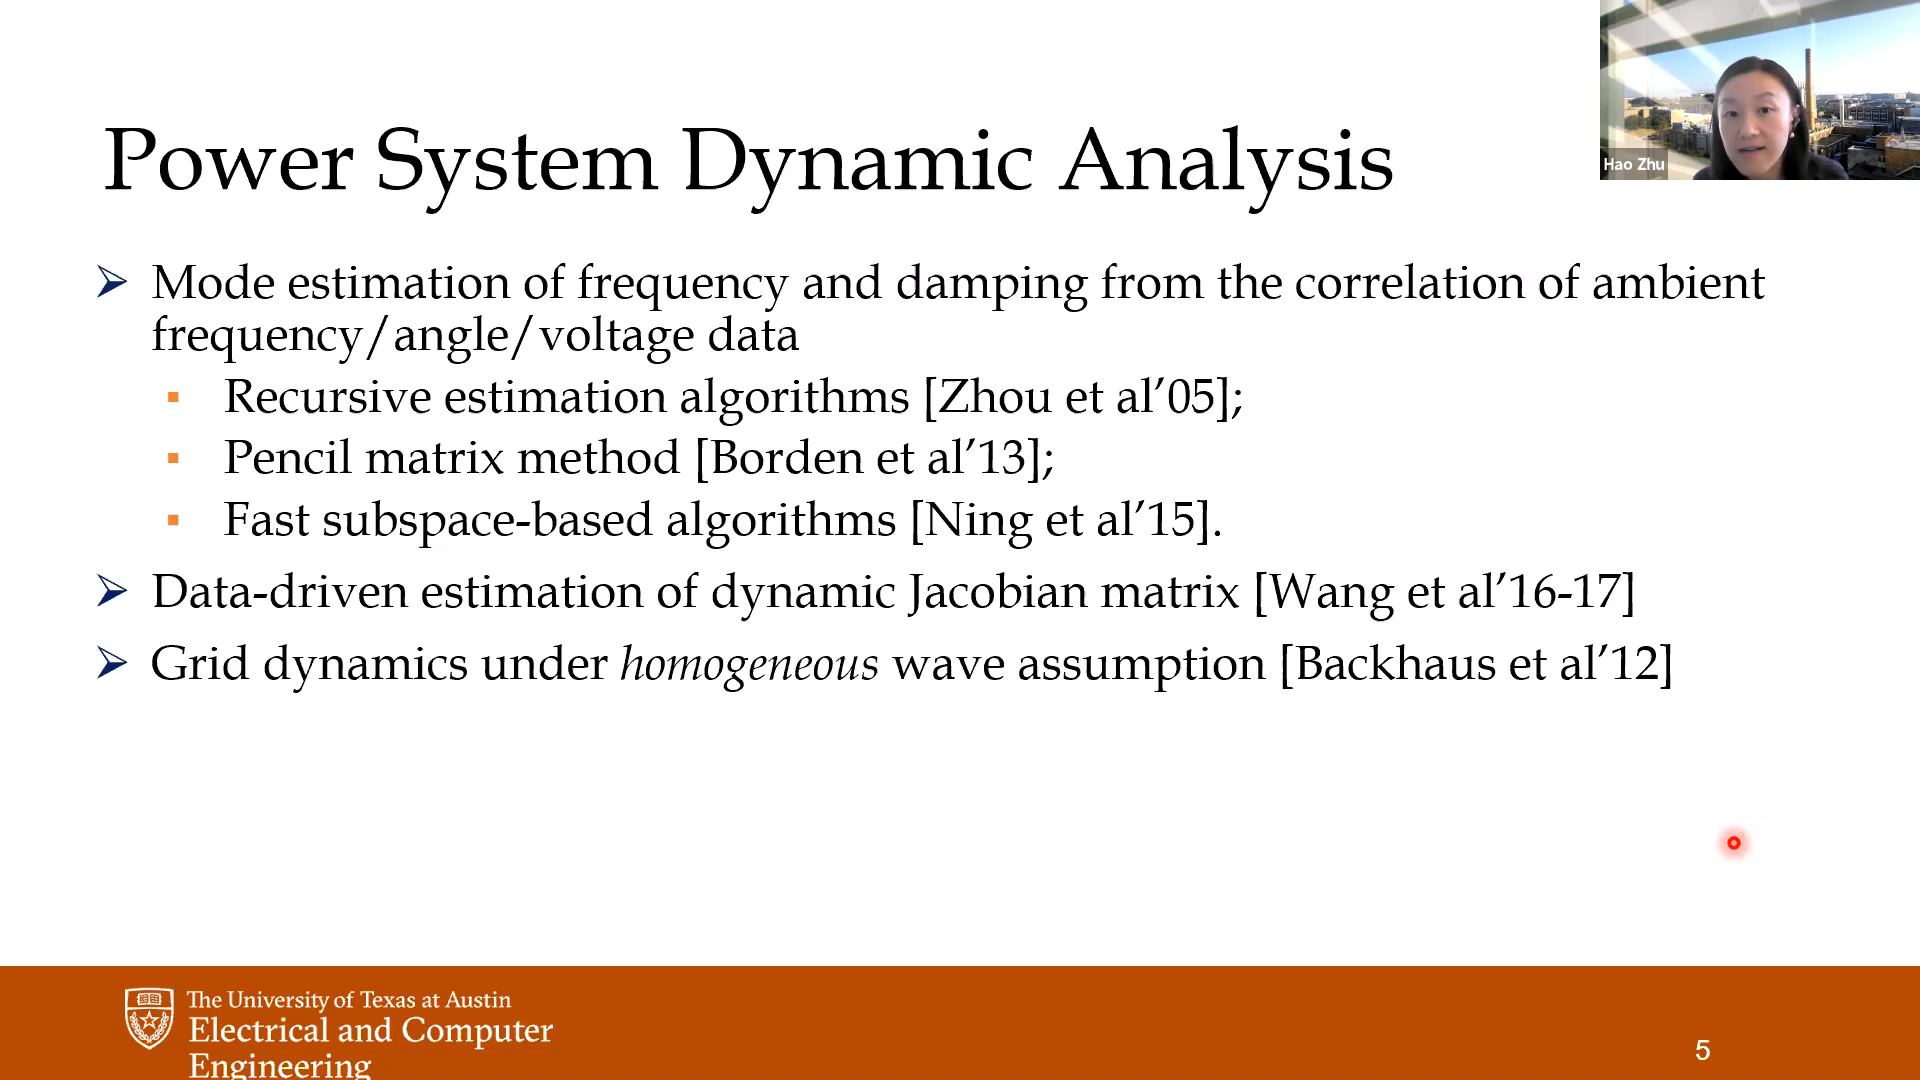 Hao Zhu
Power System Dynamic Analysis
➢ Mode estimation of frequency and damping from the correlation of ambient
frequency/angle/voltage data
▪ Recursive estimation algorithms [Zhou et al’05];
▪ Pencil matrix method [Borden et al’13];
▪ Fast subspace-based algorithms [Ning et al’15].
➢ Data-driven estimation of dynamic Jacobian matrix [Wang et al’16-17]
➢ Grid dynamics under homogeneous wave assumption [Backhaus et al’12]
The University of Texas at Austin
Electrical and Computer
Engineering
5